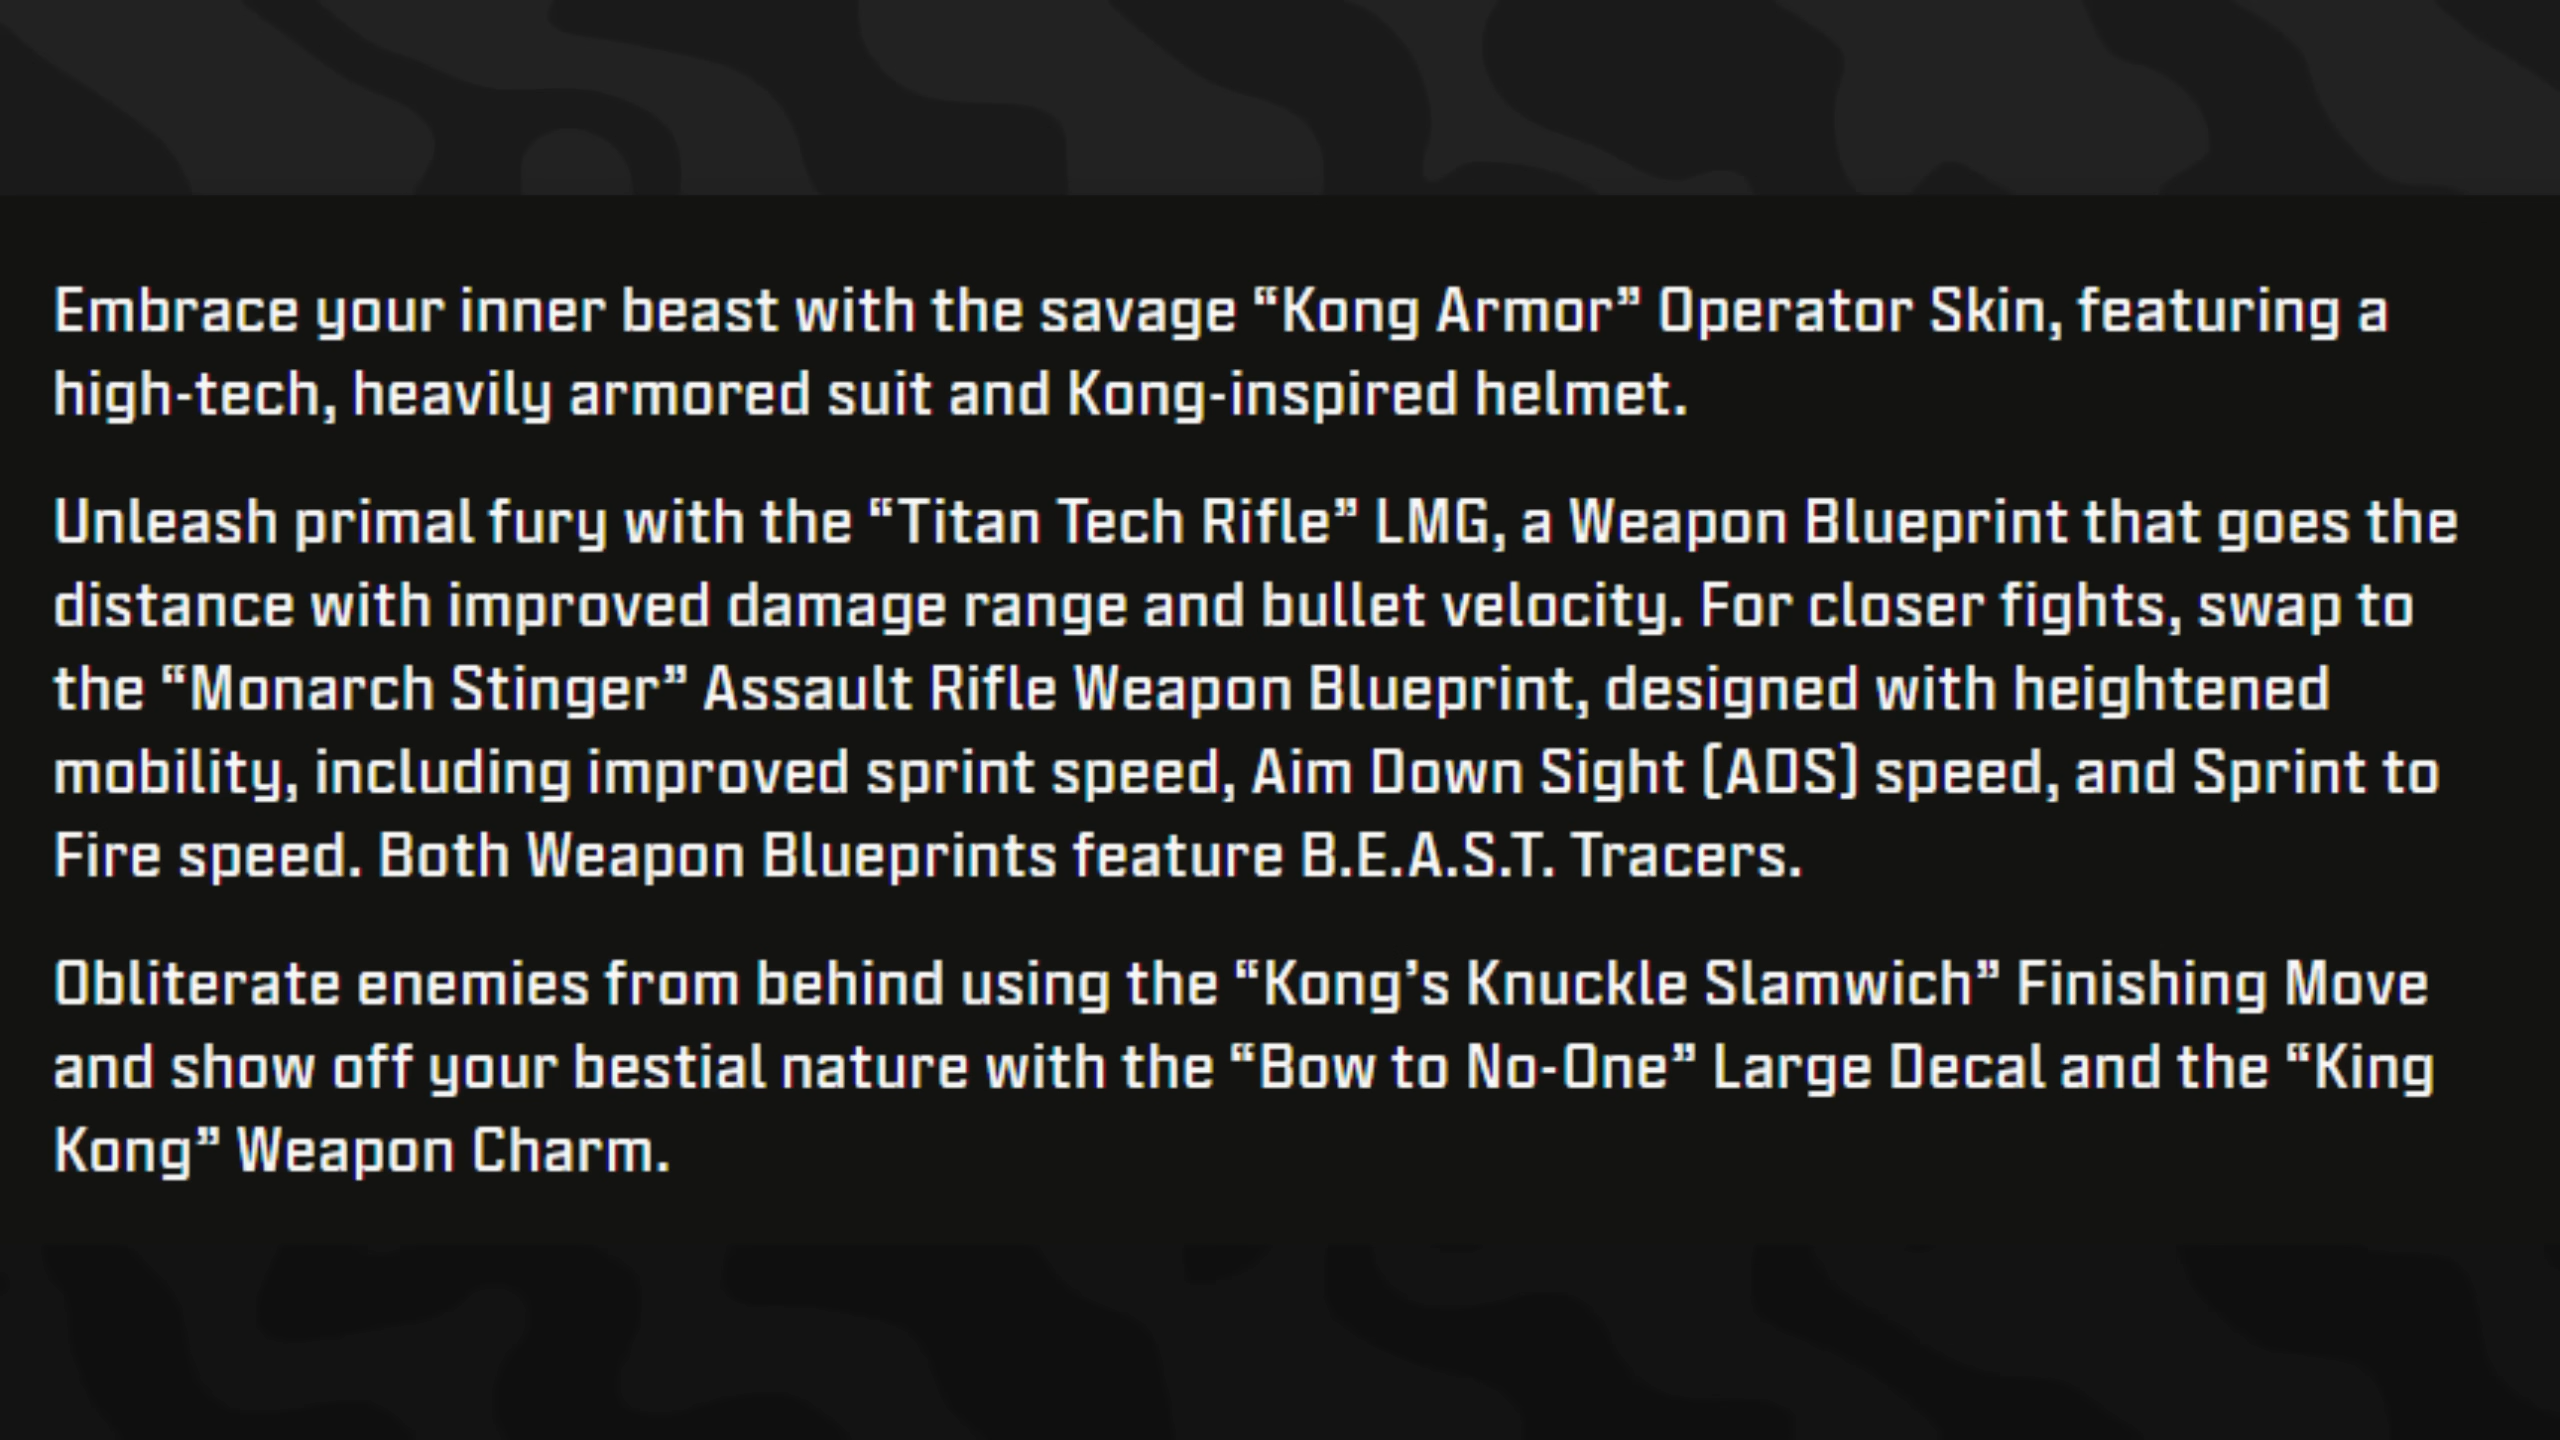 Embrace your inner beast with the savage “Kong Armor” Operator Skin, featuring a
high-tech, heavily armored suit and Kong-inspired helmet.
Unleash primal fury with the “Titan Tech Rifle” LMG, a Weapon Blueprint that goes the
distance with improved damage range and bullet velocity. For closer fights, swap to
the “Monarch Stinger” Assault Rifle Weapon Blueprint, designed with heightened
mobility, including improved sprint speed, Aim Down Sight (ADS) speed, and Sprint to
Fire speed. Both Weapon Blueprints feature B.E.A.S.T. Tracers.
Obliterate enemies from behind using the “Kong’s Knuckle Slamwich” Finishing Move
and show off your bestial nature with the “Bow to No-One” Large Decal and the “King
Kong” Weapon Charm.